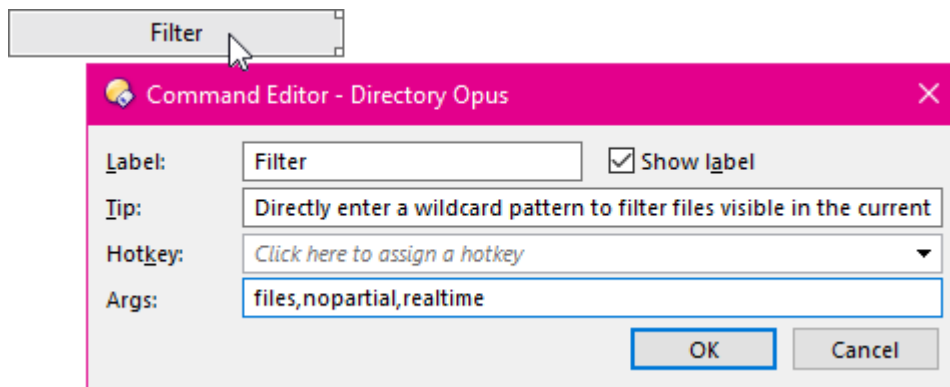 Filter
Command Editor - Directory Opus
Label: Filter Show label
Tip: Directly enter a wildcard pattern to filter files visible in the current
Hotkey: Click here to assign a hotkey
Args: files,nopartial,realtime
OK Cancel